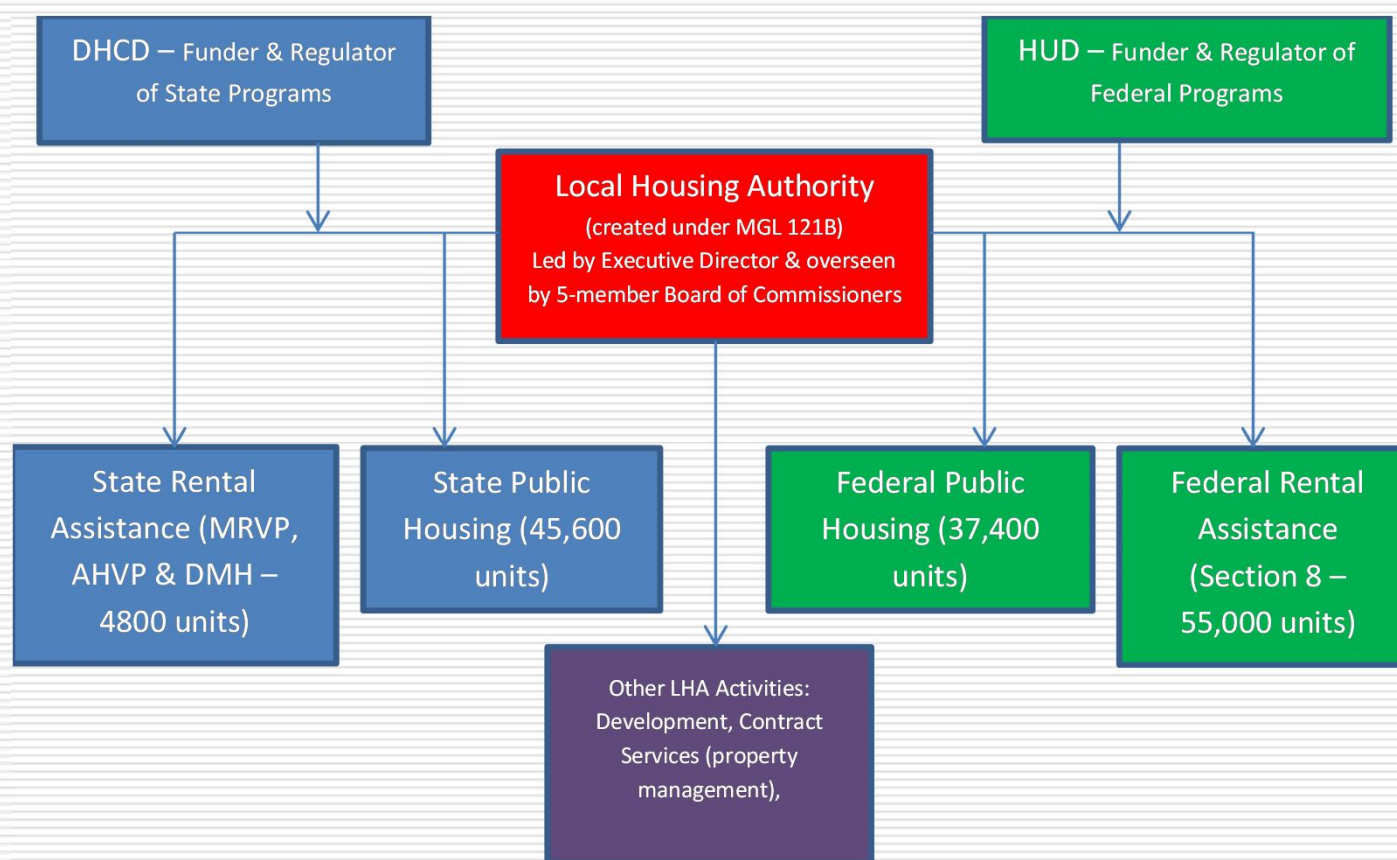 DHCD – Funder & Regulator
of State Programs
HUD – Funder & Regulator of
Federal Programs
Local Housing Authority
(created under MGL 121B)
Led by Executive Director & overseen
by 5-member Board of Commissioners
State Rental
Assistance (MRVP,
AHVP & DMH –
4800 units)
State Public
Housing (45,600
units)
Federal Public
Housing (37,400
units)
Federal Rental
Assistance
(Section 8 –
55,000 units)
Other LHA Activities:
Development, Contract
Services (property
management),